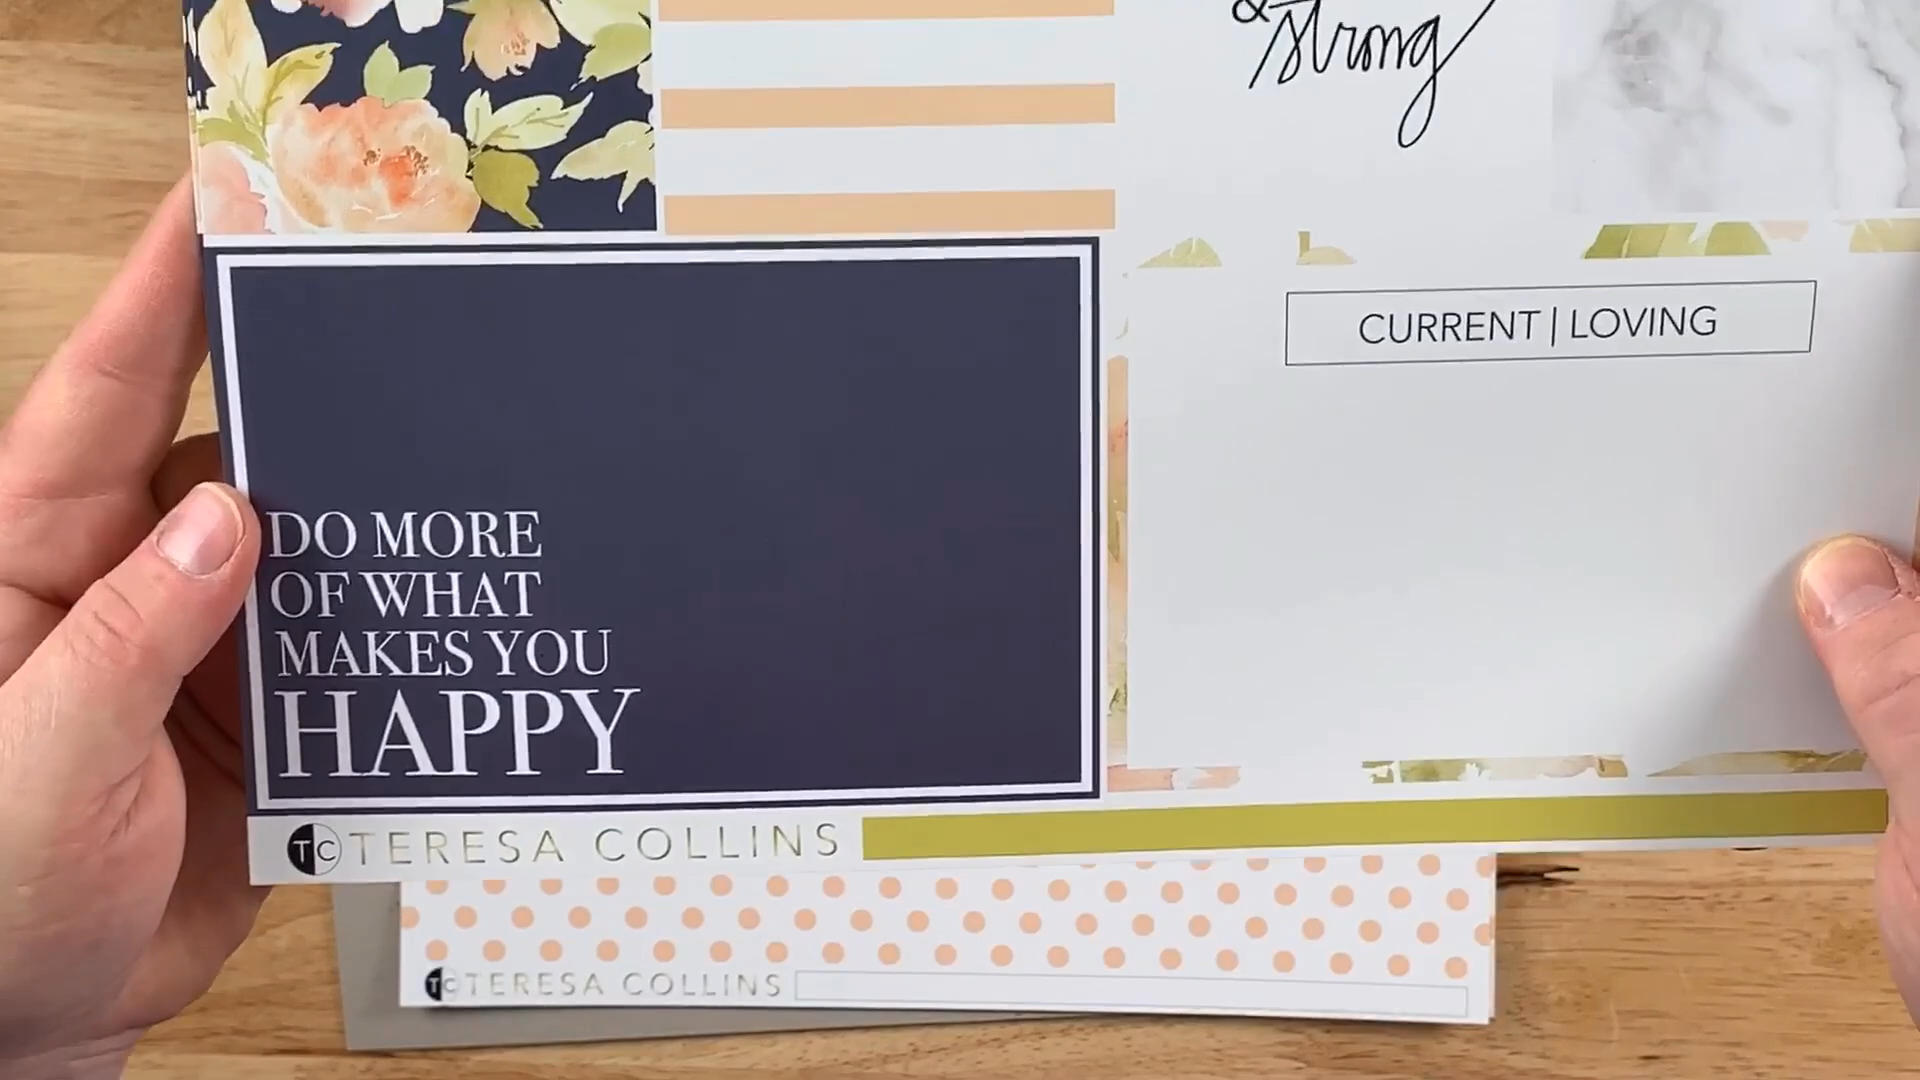 & strong
CURRENT | LOVING
DO MORE
OF WHAT
MAKES YOU
HAPPY
TC TERESA COLLINS
TC TERESA COLLINS